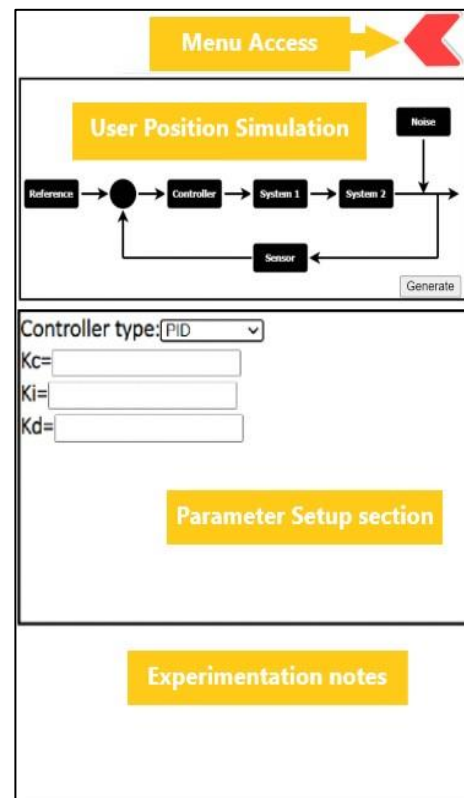 Menu Access
User Position Simulation
Noise
Reference
Controller
System 1
System 2
Sensor
Generate
Controller type: PID
Kc=
Ki=
Kd=
Parameter Setup section
Experimentation notes